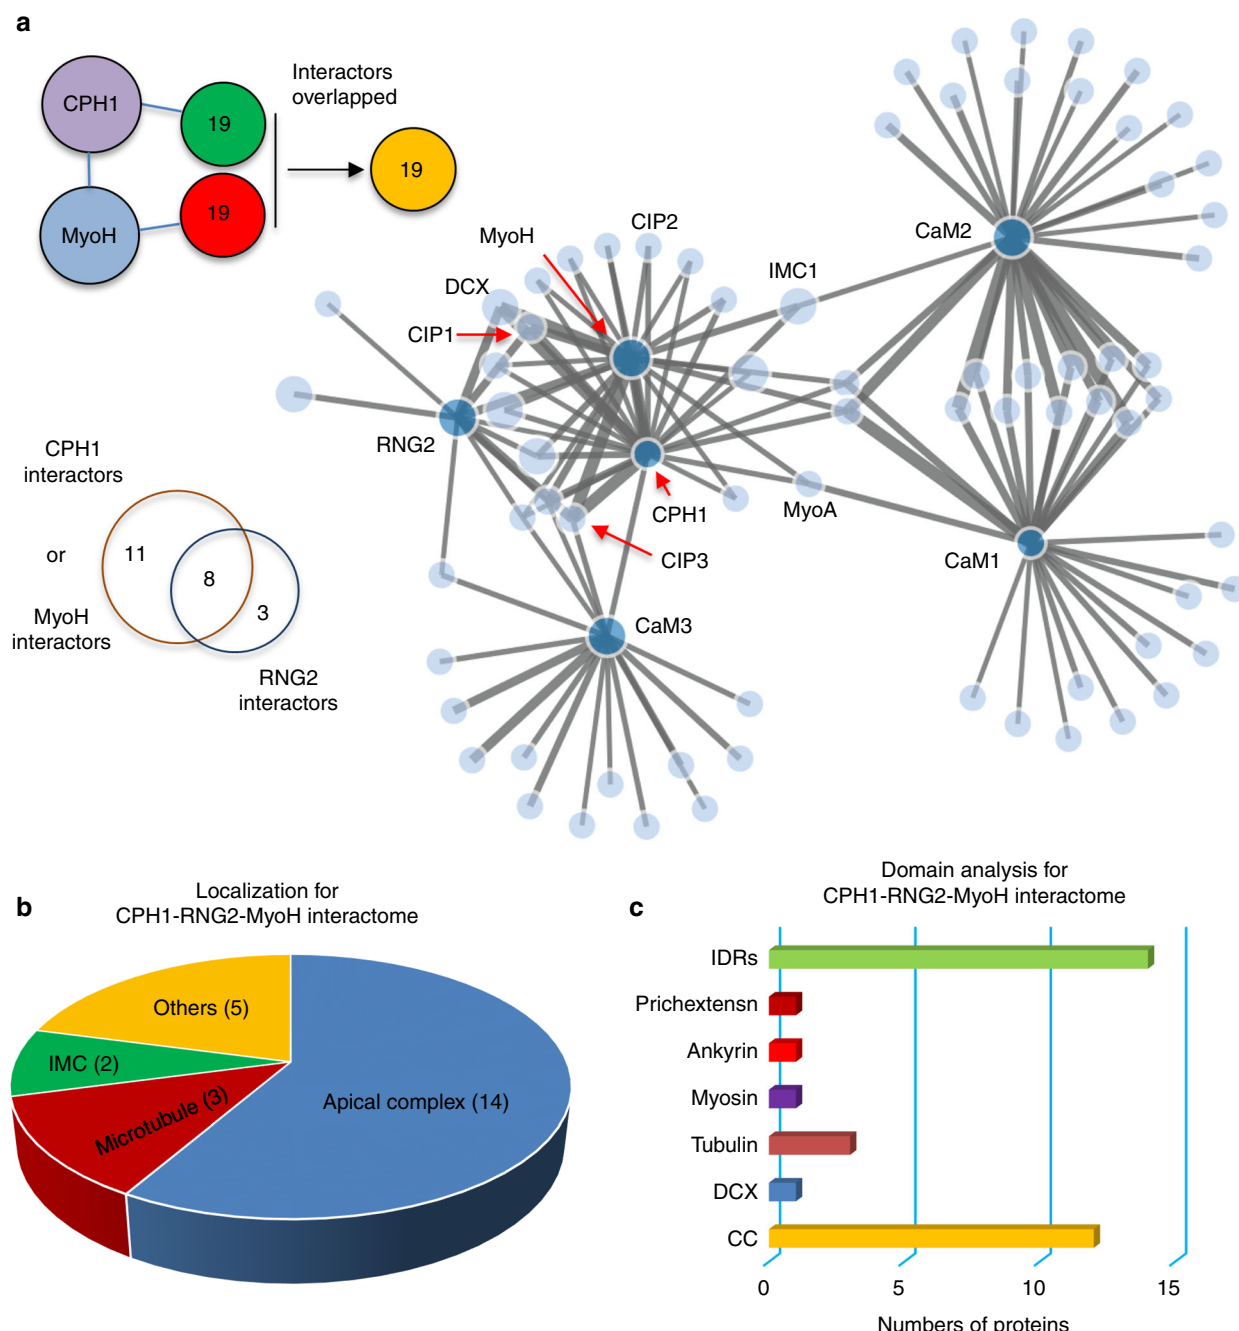 a
CPH1
19
Interactors
overlapped
19
MyoH
19
MyoH
CIP2
CaM2
DCX
IMC1
CIP1
RNG2
CPH1
MyoA
CIP3
CaM1
CaM3
CPH1
interactors
or
11
8
3
MyoH
interactors
RNG2
interactors
b
Localization for
CPH1-RNG2-MyoH interactome
Others (5)
IMC (2)
Microtubule (3)
Apical complex (14)
c
Domain analysis for
CPH1-RNG2-MyoH interactome
IDRs
Prichextensn
Ankyrin
Myosin
Tubulin
DCX
CC
0 5 10 15
Numbers of proteins